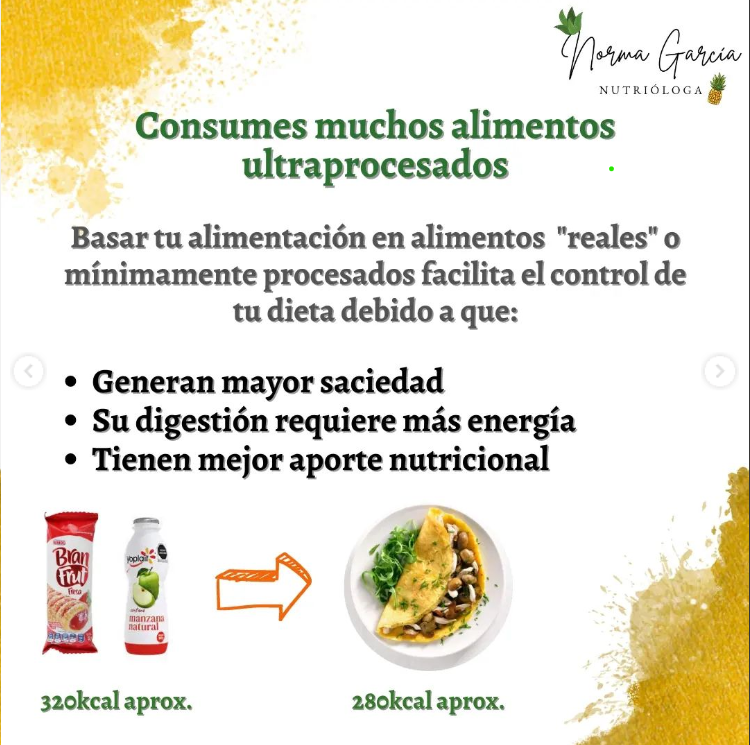 Norma García
NUTRIÓLOGA
Consumes muchos alimentos
ultraprocesados
Basar tu alimentación en alimentos "reales" o
mínimamente procesados facilita el control de
tu dieta debido a que:
• Generan mayor saciedad
• Su digestión requiere más energía
• Tienen mejor aporte nutricional
Bran
Frut
Fresa
Yoplait
manzana
natural
320kcal aprox.
280kcal aprox.